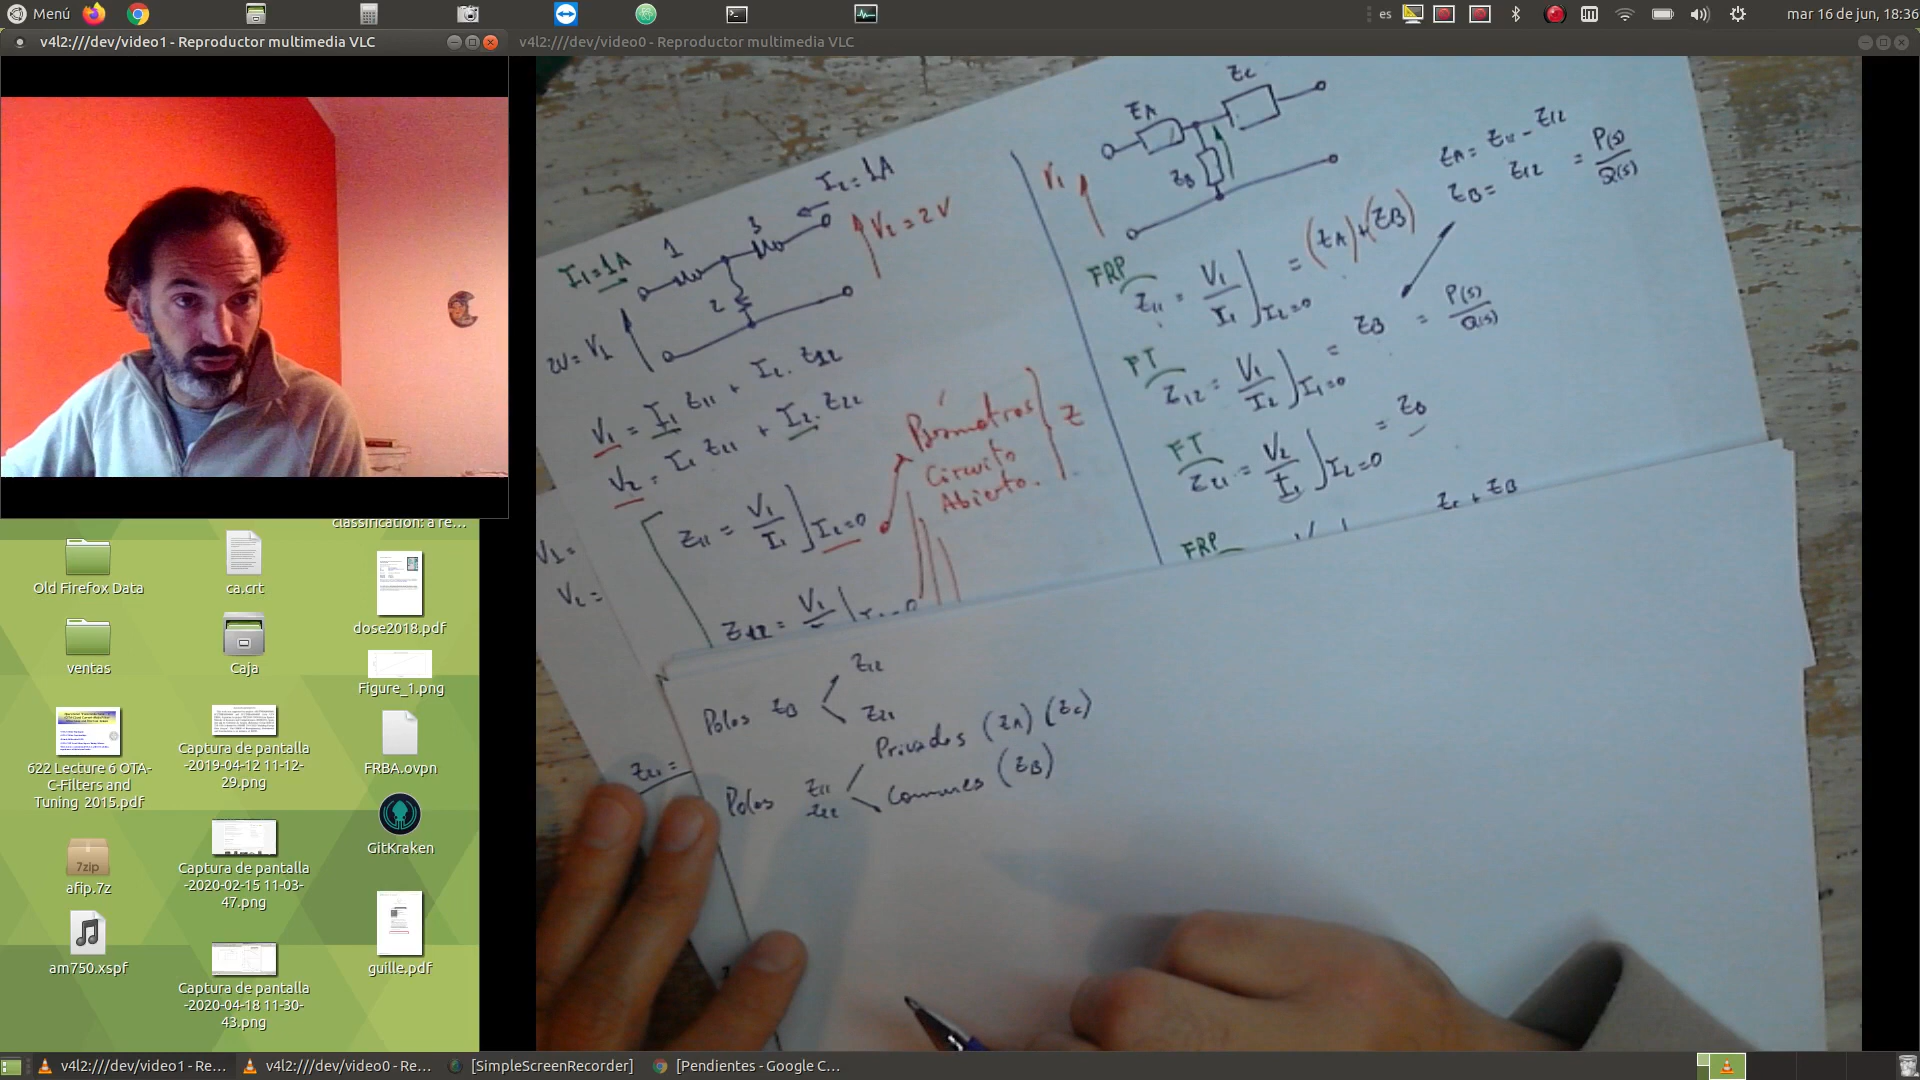 Menú
es
mar 16 de jun, 18:36
v4l2:///dev/video1 - Reproductor multimedia VLC
v4l2:///dev/video0 - Reproductor multimedia VLC
classification: a re...
Old Firefox Data
ca.crt
dose2018.pdf
ventas
Caja
Figure_1.png
622 Lecture 6 OTA-
C-Filters and
Tuning 2015.pdf
Captura de pantalla
-2019-04-12 11-12-
29.png
FRBA.ovpn
7zip
afip.7z
Captura de pantalla
-2020-02-15 11-03-
47.png
GitKraken
am750.xspf
Captura de pantalla
-2020-04-18 11-30-
43.png
guille.pdf
I1=1A
1
3
2
I2=1A
V2=2V
V1 = I1 Z11 + I2. Z12
V2 = I1 Z11 + I2. Z22
Z11 = V1/I1 ]I2=0
Circuito
Abierto.
Z
V1=
V2=
ZA
ZB
ZC
V1
ZA = Z11 - Z12
ZB = Z12 = P(s)/Q(s)
FRP
Z11 = V1/I1 ]I2=0 = (ZA)+(ZB)
FT
Z12 = V1/I2 ]I1=0 = ZB = P(s)/Q(s)
FT
Z21 = V2/I1 ]I2=0 = ZB
FRP
Zc + ZB
Z21 =
Polos ZB
Z12
Z21
Polos Z11
Z22
Privados (ZA) (Zc)
Comunes (ZB)
v4l2:///dev/video1 - Re...
v4l2:///dev/video0 - Re...
[SimpleScreenRecorder]
[Pendientes - Google C...